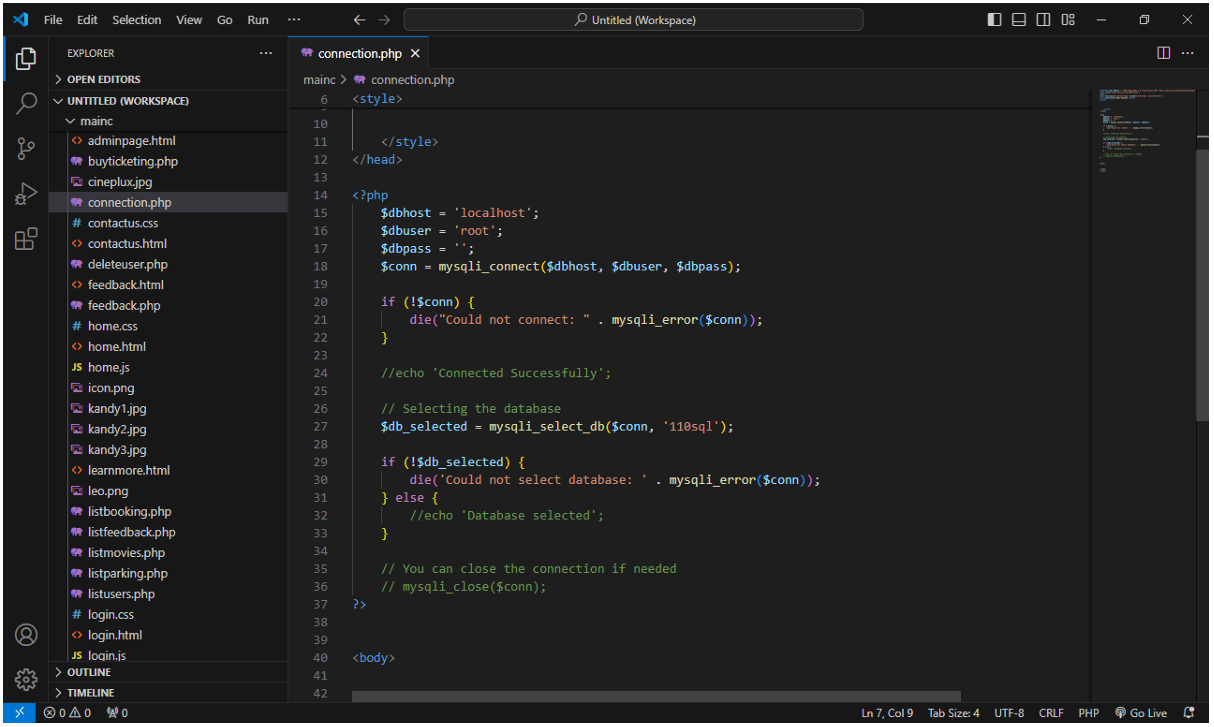 File Edit Selection View Go Run ···
Untitled (Workspace)
EXPLORER
OPEN EDITORS
UNTITLED (WORKSPACE)
mainc
adminpage.html
buyticketing.php
cineplux.jpg
connection.php
contactus.css
contactus.html
deleteuser.php
feedback.html
feedback.php
home.css
home.html
JS home.js
icon.png
kandy1.jpg
kandy2.jpg
kandy3.jpg
learnmore.html
leo.png
listbooking.php
listfeedback.php
listmovies.php
listparking.php
listusers.php
login.css
login.html
JS login.js
OUTLINE
TIMELINE
connection.php
mainc > connection.php
6 <style>
10
11     </style>
12 </head>
13
14 <?php
15     $dbhost = 'localhost';
16     $dbuser = 'root';
17     $dbpass = '';
18     $conn = mysqli_connect($dbhost, $dbuser, $dbpass);
19
20     if (!$conn) {
21         die("Could not connect: " . mysqli_error($conn));
22     }
23
24     //echo 'Connected Successfully';
25
26     // Selecting the database
27     $db_selected = mysqli_select_db($conn, '110sql');
28
29     if (!$db_selected) {
30         die('Could not select database: ' . mysqli_error($conn));
31     } else {
32         //echo 'Database selected';
33     }
34
35     // You can close the connection if needed
36     // mysqli_close($conn);
37 ?>
38
39
40 <body>
41
42
0 0 0
Ln 7, Col 9 Tab Size: 4 UTF-8 CRLF PHP Go Live